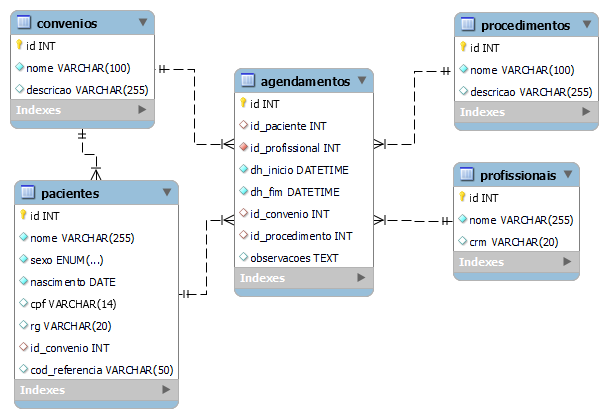 convenios
id INT
nome VARCHAR(100)
descricao VARCHAR(255)
Indexes
pacientes
id INT
nome VARCHAR(255)
sexo ENUM(...)
nascimento DATE
cpf VARCHAR(14)
rg VARCHAR(20)
id_convenio INT
cod_referencia VARCHAR(50)
Indexes
agendamentos
id INT
id_paciente INT
id_profissional INT
dh_inicio DATETIME
dh_fim DATETIME
id_convenio INT
id_procedimento INT
observacoes TEXT
Indexes
procedimentos
id INT
nome VARCHAR(100)
descricao VARCHAR(255)
Indexes
profissionais
id INT
nome VARCHAR(255)
crm VARCHAR(20)
Indexes